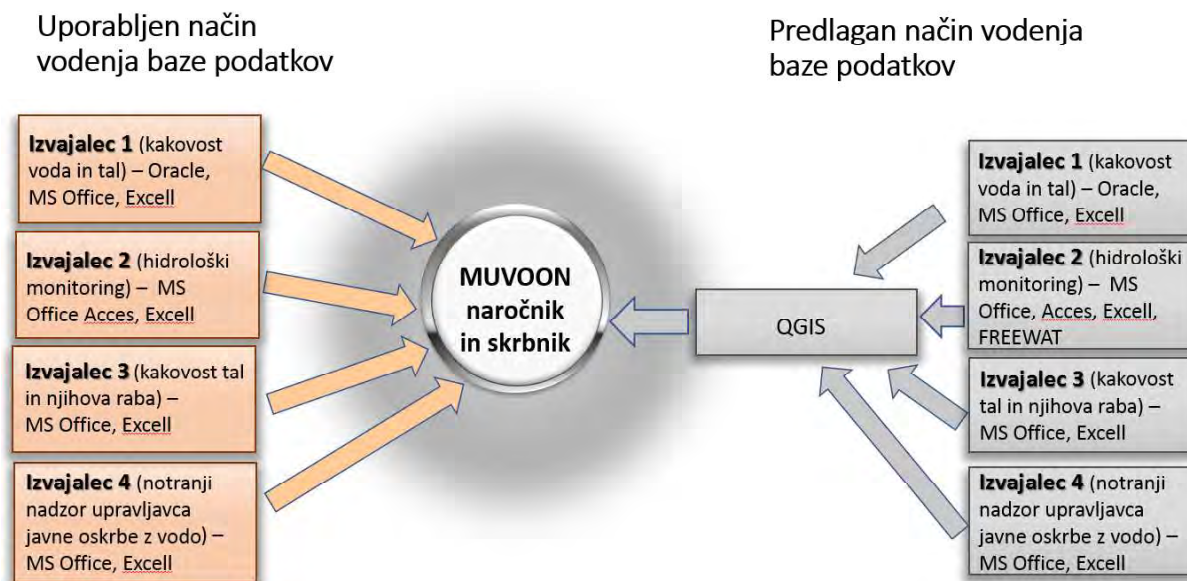 Uporabljen način
vodenja baze podatkov
Predlagan način vodenja
baze podatkov
Izvajalec 1 (kakovost
voda in tal) – Oracle,
MS Office, Excell
Izvajalec 2 (hidrološki
monitoring) – MS
Office Acces, Excell
Izvajalec 3 (kakovost tal
in njihova raba) –
MS Office, Excell
Izvajalec 4 (notranji
nadzor upravljavca
javne oskrbe z vodo) –
MS Office, Excell
MUVOON
naročnik
in skrbnik
QGIS
Izvajalec 1 (kakovost
voda in tal) – Oracle,
MS Office, Excell
Izvajalec 2 (hidrološki
monitoring) – MS
Office, Acces, Excell,
FREEWAT
Izvajalec 3 (kakovost
tal in njihova raba) –
MS Office, Excell
Izvajalec 4 (notranji
nadzor upravljavca
javne oskrbe z vodo) –
MS Office, Excell